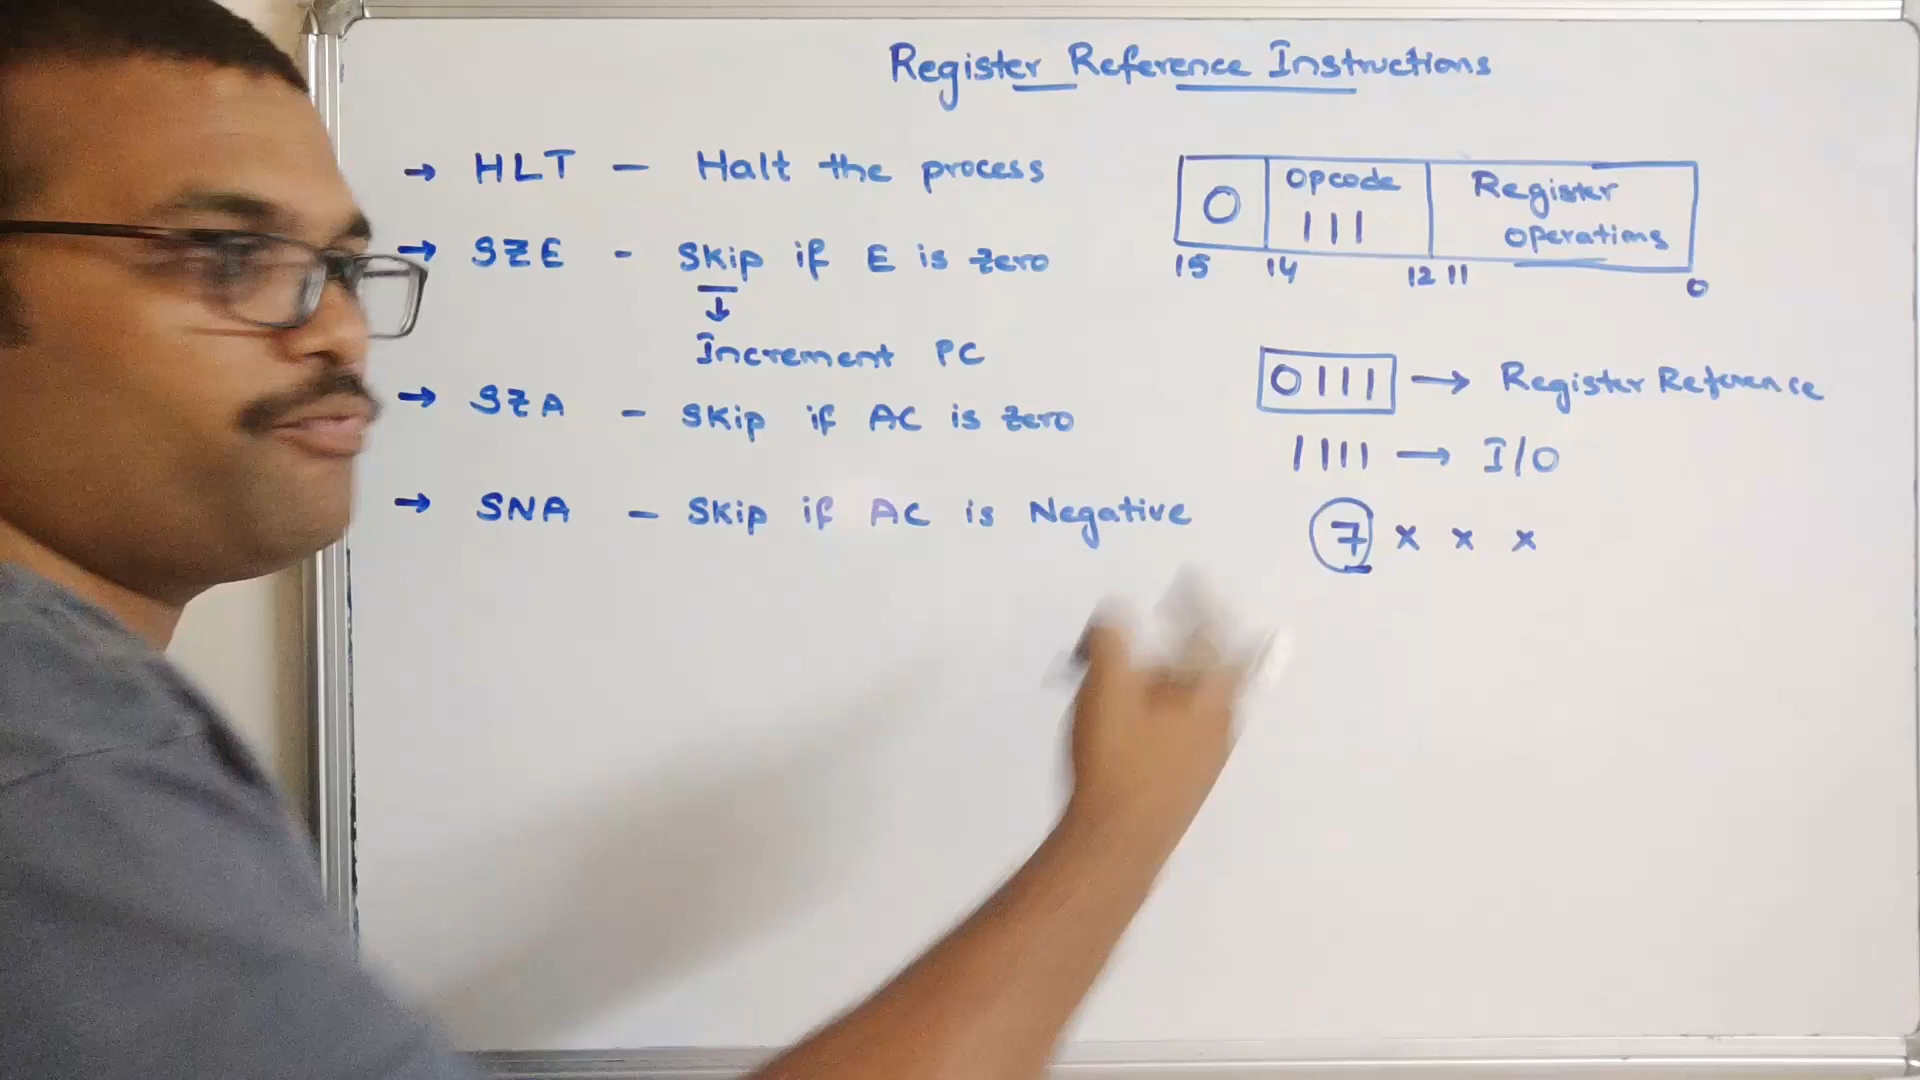 Register Reference Instructions
→ HLT – Halt the process
→ SZE - Skip if E is zero
↓
Increment PC
→ SZA – Skip if AC is zero
→ SNA – Skip if AC is Negative
0 opcode Register
111 operations
15 14 12 11 0
0111 → Register Reference
1111 → I/O
7 x x x